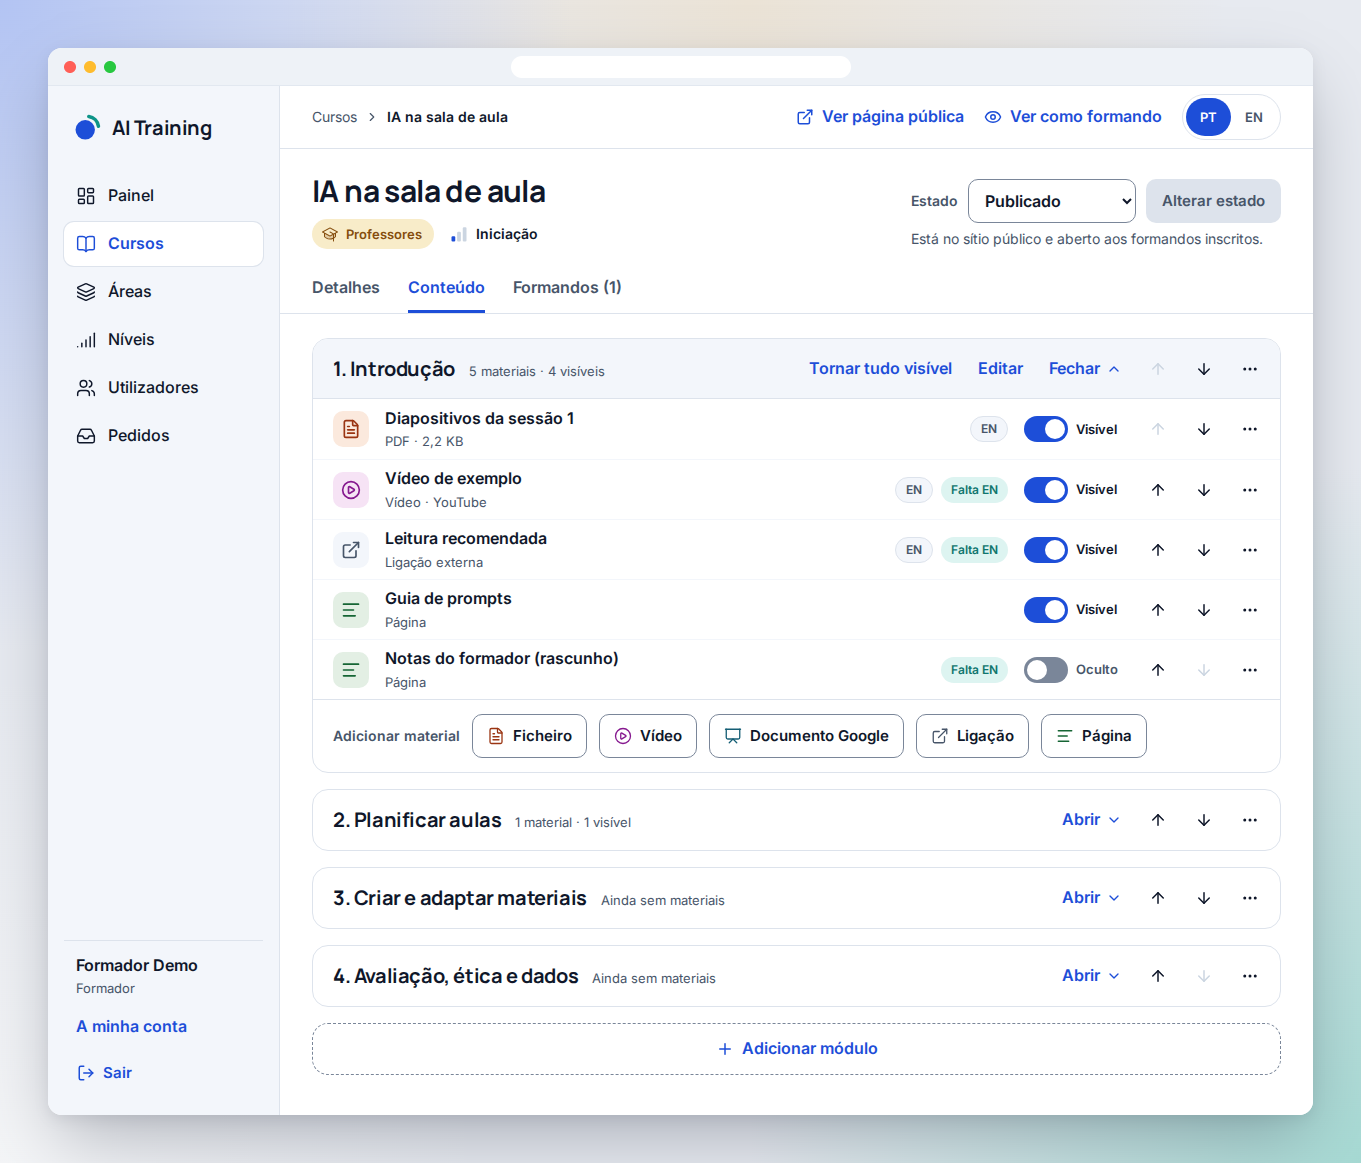 AI Training
Painel
Cursos
Áreas
Níveis
Utilizadores
Pedidos
Formador Demo
Formador
A minha conta
Sair
Cursos > IA na sala de aula
Ver página pública
Ver como formando
PT EN
IA na sala de aula
Professores Iniciação
Estado Publicado Alterar estado
Está no sítio público e aberto aos formandos inscritos.
Detalhes Conteúdo Formandos (1)
1. Introdução 5 materiais · 4 visíveis Tornar tudo visível Editar Fechar
Diapositivos da sessão 1
PDF · 2,2 KB
EN Visível
Vídeo de exemplo
Vídeo · YouTube
EN Falta EN Visível
Leitura recomendada
Ligação externa
EN Falta EN Visível
Guia de prompts
Página
Visível
Notas do formador (rascunho)
Página
Falta EN Oculto
Adicionar material Ficheiro Vídeo Documento Google Ligação Página
2. Planificar aulas 1 material · 1 visível Abrir
3. Criar e adaptar materiais Ainda sem materiais Abrir
4. Avaliação, ética e dados Ainda sem materiais Abrir
Adicionar módulo